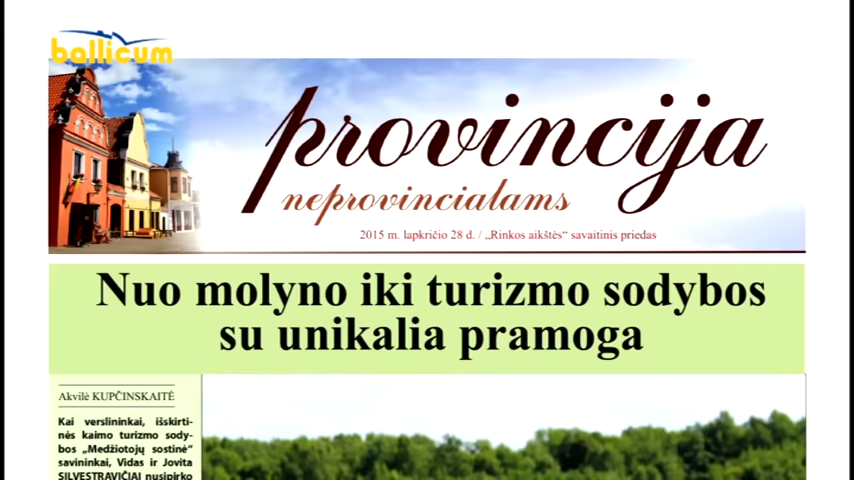 balticum
provincija
neprovincialams
2015 m. lapkričio 28 d. / „Rinkos aikštės“ savaitinis priedas
Nuo molyno iki turizmo sodybos
su unikalia pramoga
Akvilė KUPČINSKAITĖ
Kai verslininkai, išskirti-
nės kaimo turizmo sody-
bos „Medžiotojų sostinė“
savininkai, Vidas ir Jovita
SILVESTRAVIČIAI nusipirko